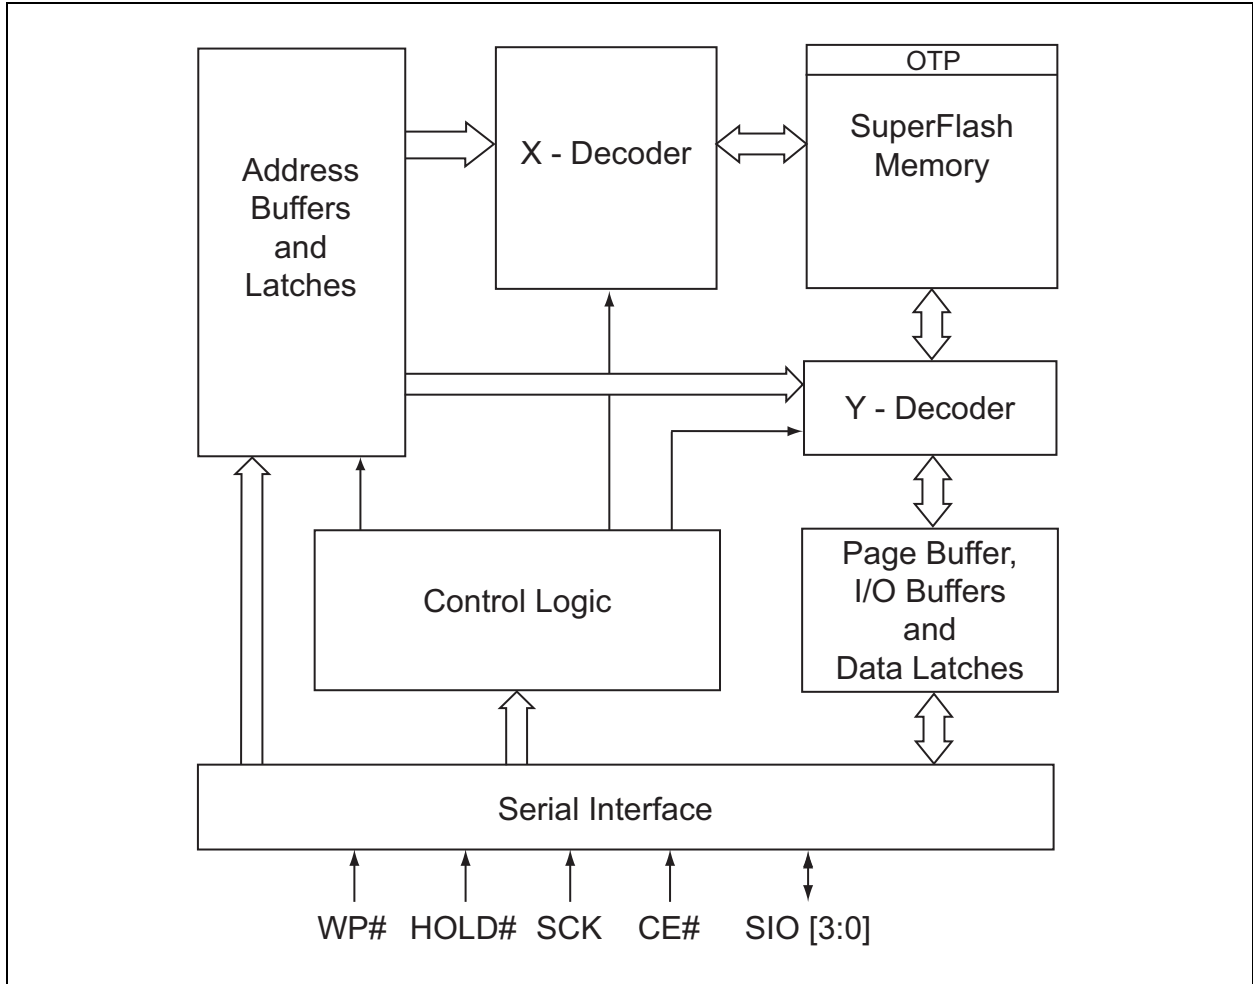 OTP
SuperFlash
Memory
X - Decoder
Address
Buffers
and
Latches
Y - Decoder
Page Buffer,
I/O Buffers
and
Data Latches
Control Logic
Serial Interface
WP# HOLD# SCK CE# SIO [3:0]